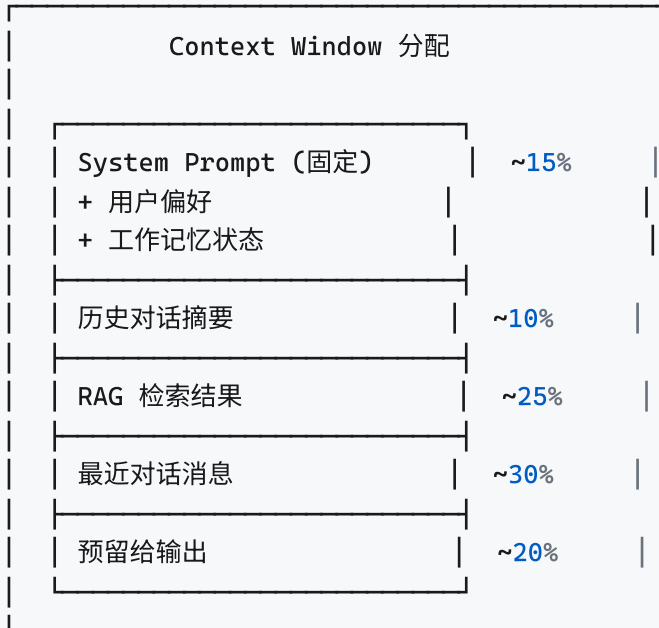 Context Window 分配
System Prompt (固定) ~15%
+ 用户偏好
+ 工作记忆状态
历史对话摘要 ~10%
RAG 检索结果 ~25%
最近对话消息 ~30%
预留给输出 ~20%